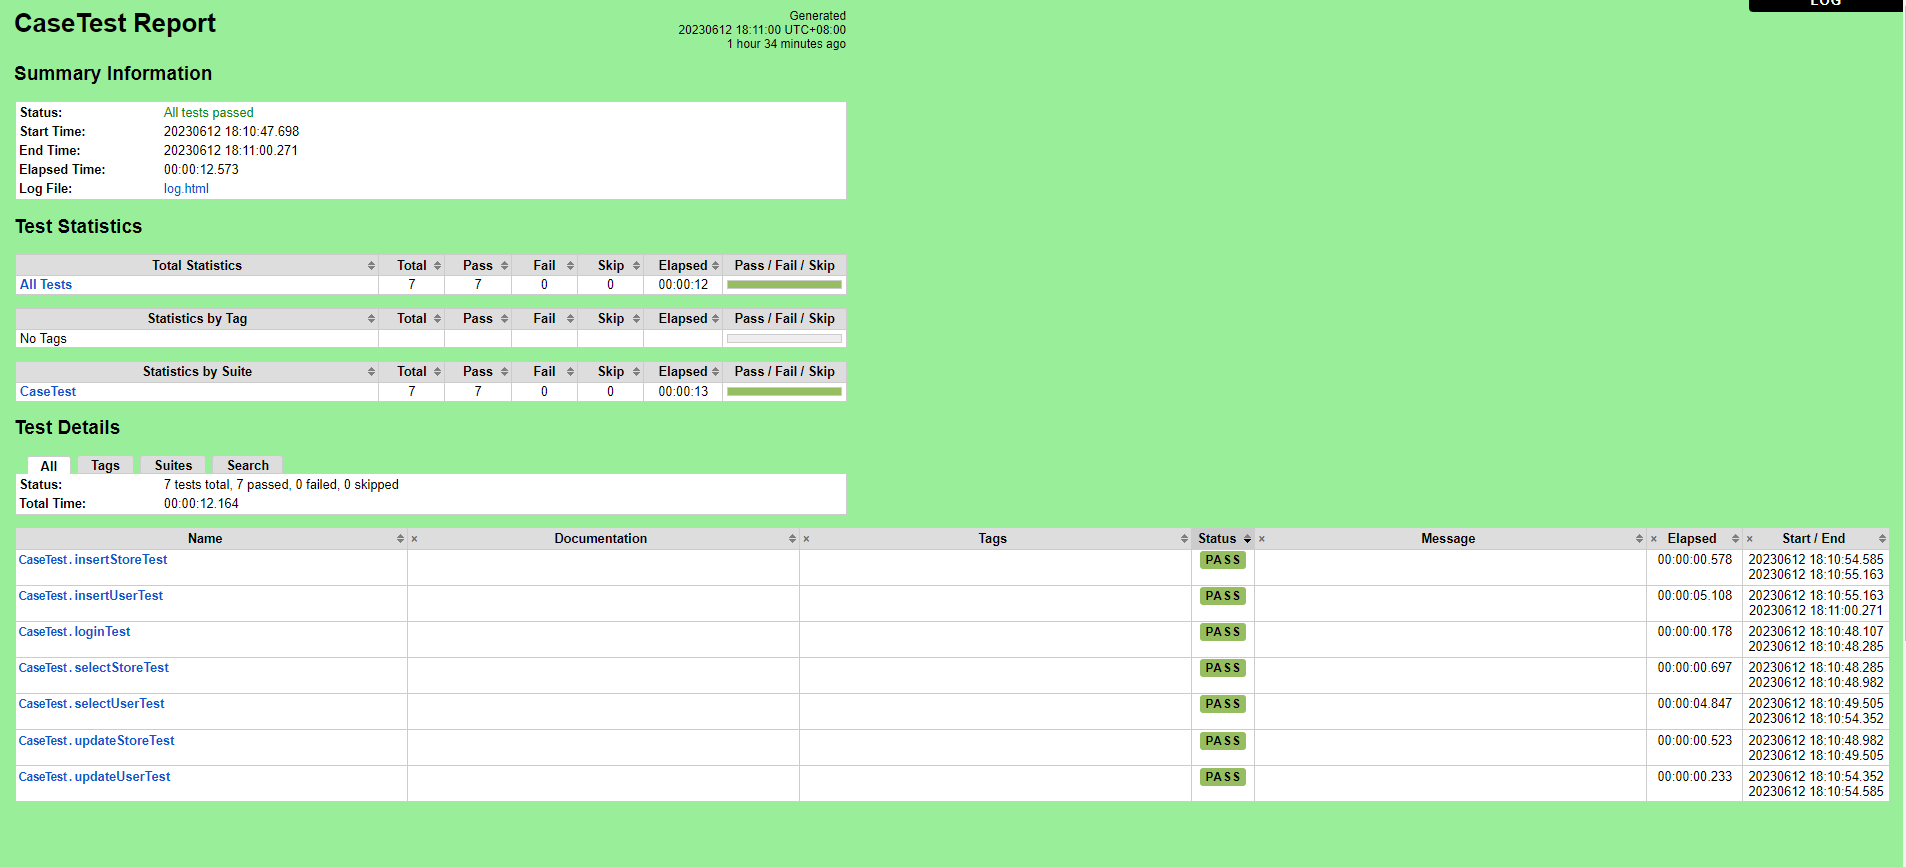 LOG
CaseTest Report
Generated
20230612 18:11:00 UTC+08:00
1 hour 34 minutes ago
Summary Information
Status: All tests passed
Start Time: 20230612 18:10:47.698
End Time: 20230612 18:11:00.271
Elapsed Time: 00:00:12.573
Log File: log.html
Test Statistics
Total Statistics Total Pass Fail Skip Elapsed Pass / Fail / Skip
All Tests 7 7 0 0 00:00:12
Statistics by Tag Total Pass Fail Skip Elapsed Pass / Fail / Skip
No Tags
Statistics by Suite Total Pass Fail Skip Elapsed Pass / Fail / Skip
CaseTest 7 7 0 0 00:00:13
Test Details
All Tags Suites Search
Status: 7 tests total, 7 passed, 0 failed, 0 skipped
Total Time: 00:00:12.164
Name × Documentation × Tags Status × Message × Elapsed × Start / End
CaseTest . insertStoreTest PASS 00:00:00.578 20230612 18:10:54.585
20230612 18:10:55.163
CaseTest . insertUserTest PASS 00:00:05.108 20230612 18:10:55.163
20230612 18:11:00.271
CaseTest . loginTest PASS 00:00:00.178 20230612 18:10:48.107
20230612 18:10:48.285
CaseTest . selectStoreTest PASS 00:00:00.697 20230612 18:10:48.285
20230612 18:10:48.982
CaseTest . selectUserTest PASS 00:00:04.847 20230612 18:10:49.505
20230612 18:10:54.352
CaseTest . updateStoreTest PASS 00:00:00.523 20230612 18:10:48.982
20230612 18:10:49.505
CaseTest . updateUserTest PASS 00:00:00.233 20230612 18:10:54.352
20230612 18:10:54.585